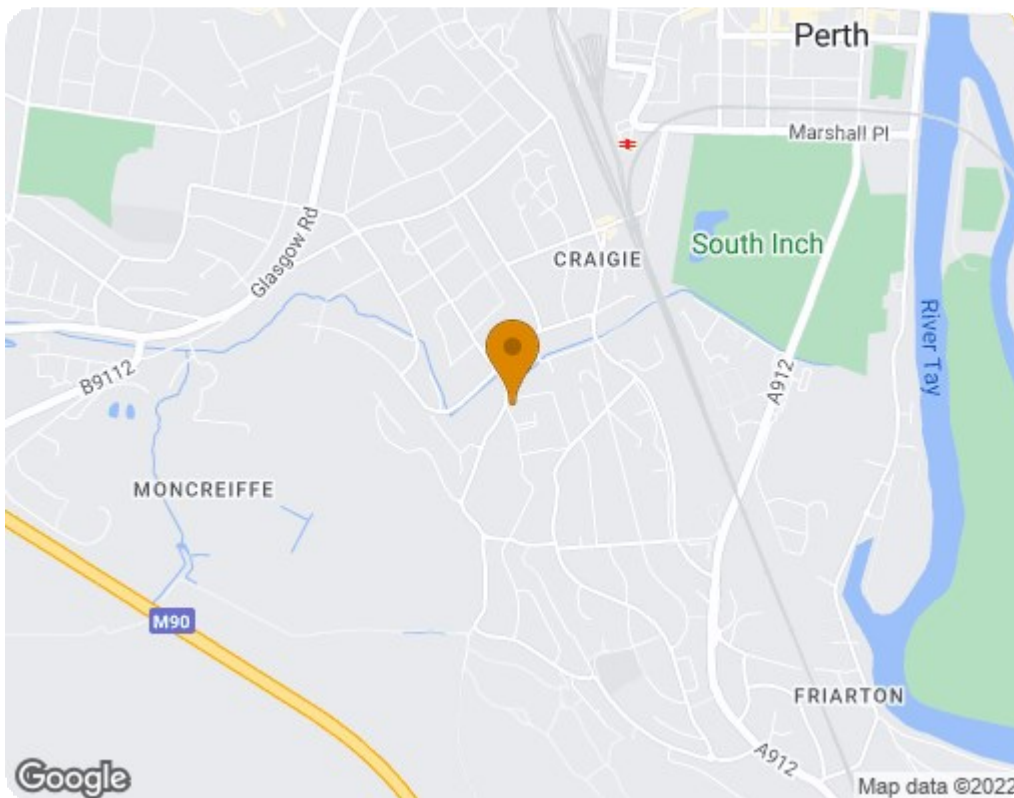 Perth
Marshall Pl
South Inch
CRAIGIE
Glasgow Rd
River Tay
B9112
A912
MONCREIFFE
M90
FRIARTON
A912
Google
Map data ©2022